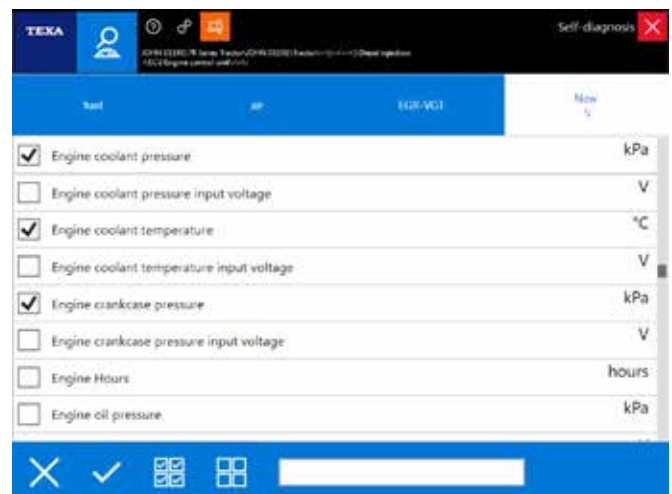 TEXA
Self-diagnosis
fuel
air
EGR-VGT
New
5
Engine coolant pressure kPa
Engine coolant pressure input voltage V
Engine coolant temperature °C
Engine coolant temperature input voltage V
Engine crankcase pressure kPa
Engine crankcase pressure input voltage V
Engine Hours hours
Engine oil pressure kPa